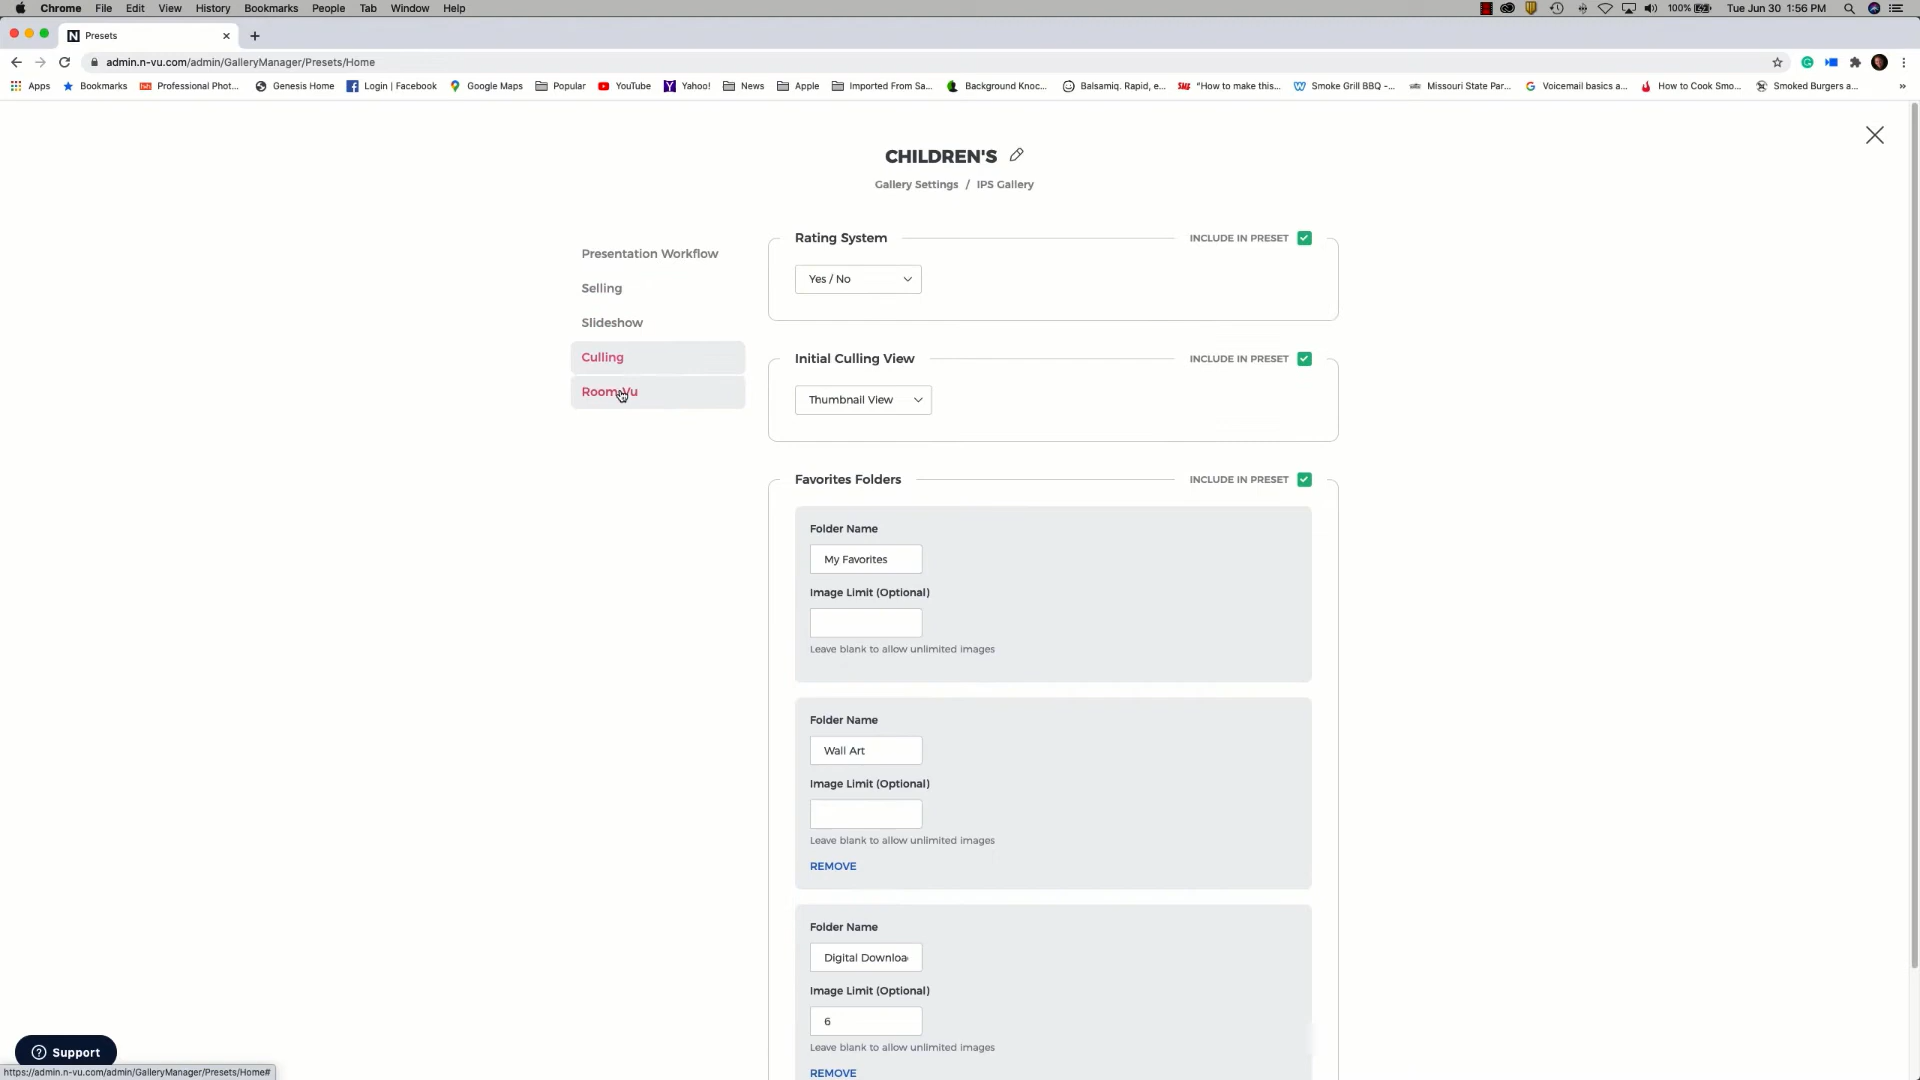 Chrome File Edit View History Bookmarks People Tab Window Help 100% Tue Jun 30 1:56 PM
N Presets
admin.n-vu.com/admin/GalleryManager/Presets/Home
Apps Bookmarks Professional Phot... Genesis Home Login | Facebook Google Maps Popular YouTube Yahoo! News Apple Imported From Sa... Background Knoc... Balsamiq. Rapid, e... "How to make this... Smoke Grill BBQ -... Missouri State Par... Voicemail basics a... How to Cook Smo... Smoked Burgers a... »
CHILDREN'S
Gallery Settings / IPS Gallery
Presentation Workflow
Selling
Slideshow
Culling
Room-Vu
Rating System INCLUDE IN PRESET
Yes / No
Initial Culling View INCLUDE IN PRESET
Thumbnail View
Favorites Folders INCLUDE IN PRESET
Folder Name
My Favorites
Image Limit (Optional)
Leave blank to allow unlimited images
Folder Name
Wall Art
Image Limit (Optional)
Leave blank to allow unlimited images
REMOVE
Folder Name
Digital Downloa
Image Limit (Optional)
6
Leave blank to allow unlimited images
REMOVE
Support
https://admin.n-vu.com/admin/GalleryManager/Presets/Home#